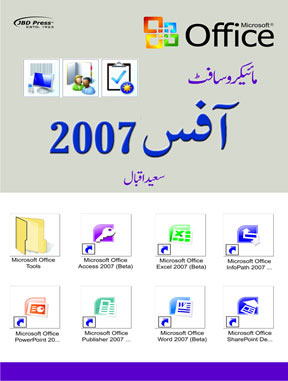 JBD Press
ESTD. 1923
Microsoft®
Office
مائیکروسافٹ
آفس 2007
سعید اقبال
Microsoft Office
Tools
Microsoft Office
Access 2007 (Beta)
Microsoft Office
Excel 2007 (Beta)
Microsoft Office
InfoPath 2007 ...
Microsoft Office
PowerPoint 20...
Microsoft Office
Publisher 2007 ...
Microsoft Office
Word 2007 (Beta)
Microsoft Office
SharePoint De...